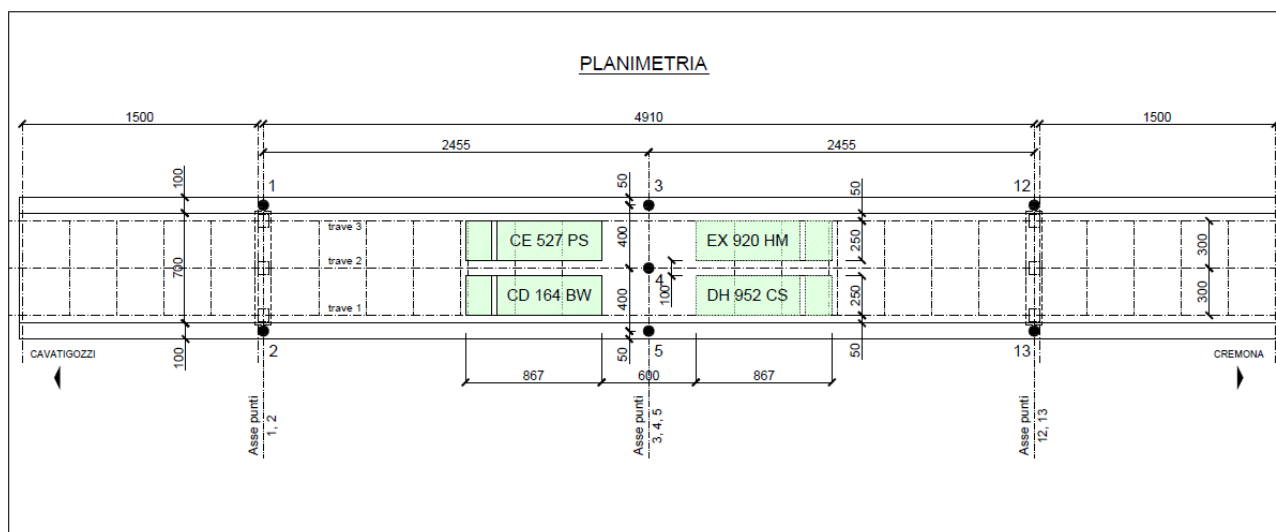 PLANIMETRIA
1500
4910
1500
2455
2455
100
1
50
3
50
12
trave 3
CE 527 PS
400
EX 920 HM
250
300
700
trave 2
4
100
trave 1
CD 164 BW
400
DH 952 CS
250
300
100
2
50
5
50
13
CAVATIGOZZI
CREMONA
867
600
867
Asse punti
1, 2
Asse punti
3, 4, 5
Asse punti
12, 13